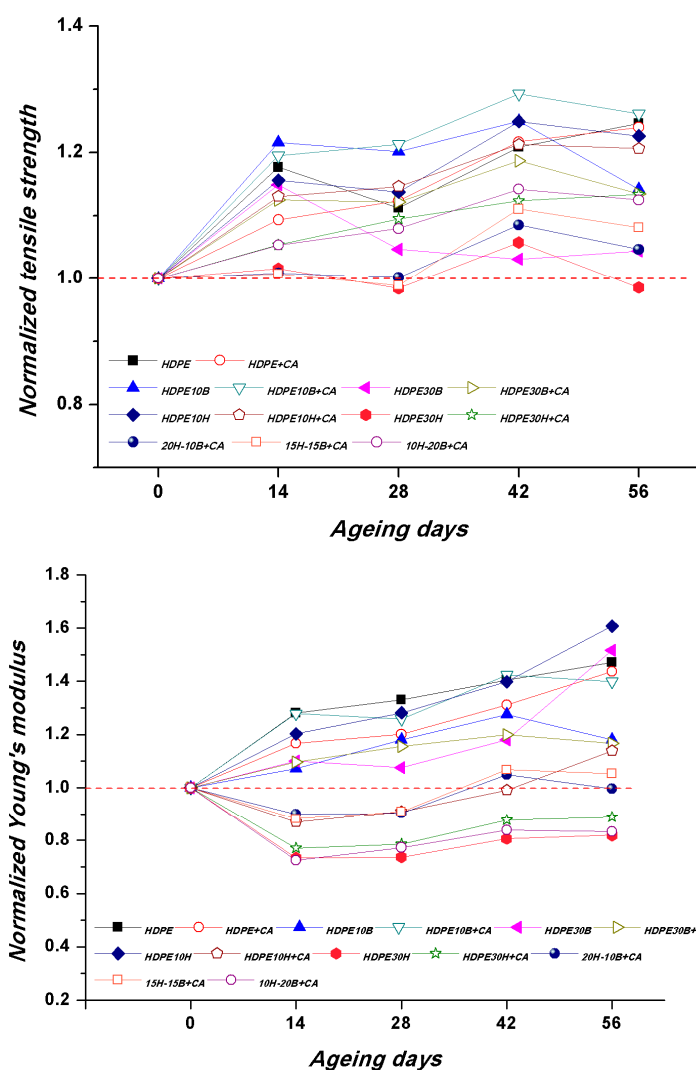 1.4
1.2
1.0
0.8
Normalized tensile strength
HDPE HDPE+CA
HDPE10B HDPE10B+CA HDPE30B HDPE30B+CA
HDPE10H HDPE10H+CA HDPE30H HDPE30H+CA
20H-10B+CA 15H-15B+CA 10H-20B+CA
0 14 28 42 56
Ageing days
1.8
1.6
1.4
1.2
1.0
0.8
0.6
0.4
0.2
Normalized Young's modulus
HDPE HDPE+CA HDPE10B HDPE10B+CA HDPE30B HDPE30B+
HDPE10H HDPE10H+CA HDPE30H HDPE30H+CA 20H-10B+CA
15H-15B+CA 10H-20B+CA
0 14 28 42 56
Ageing days